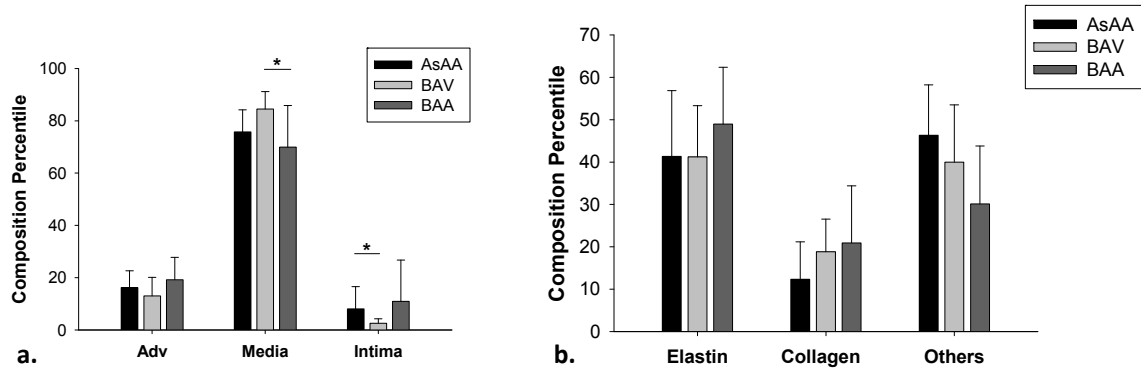 Composition Percentile
100
80
60
40
20
0
*
*
AsAA
BAV
BAA
Adv Media Intima
a.
Composition Percentile
70
60
50
40
30
20
10
0
AsAA
BAV
BAA
Elastin Collagen Others
b.